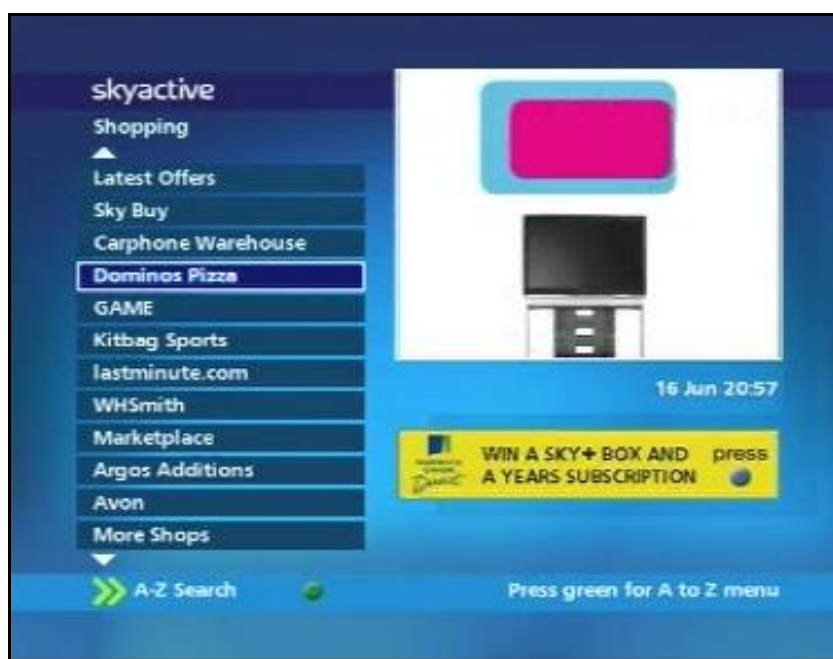 skyactive
Shopping
Latest Offers
Sky Buy
Carphone Warehouse
Dominos Pizza
GAME
Kitbag Sports
lastminute.com
WHSmith
Marketplace
Argos Additions
Avon
More Shops
16 Jun 20:57
WIN A SKY+ BOX AND
A YEARS SUBSCRIPTION
press
Direct
A-Z Search
Press green for A to Z menu